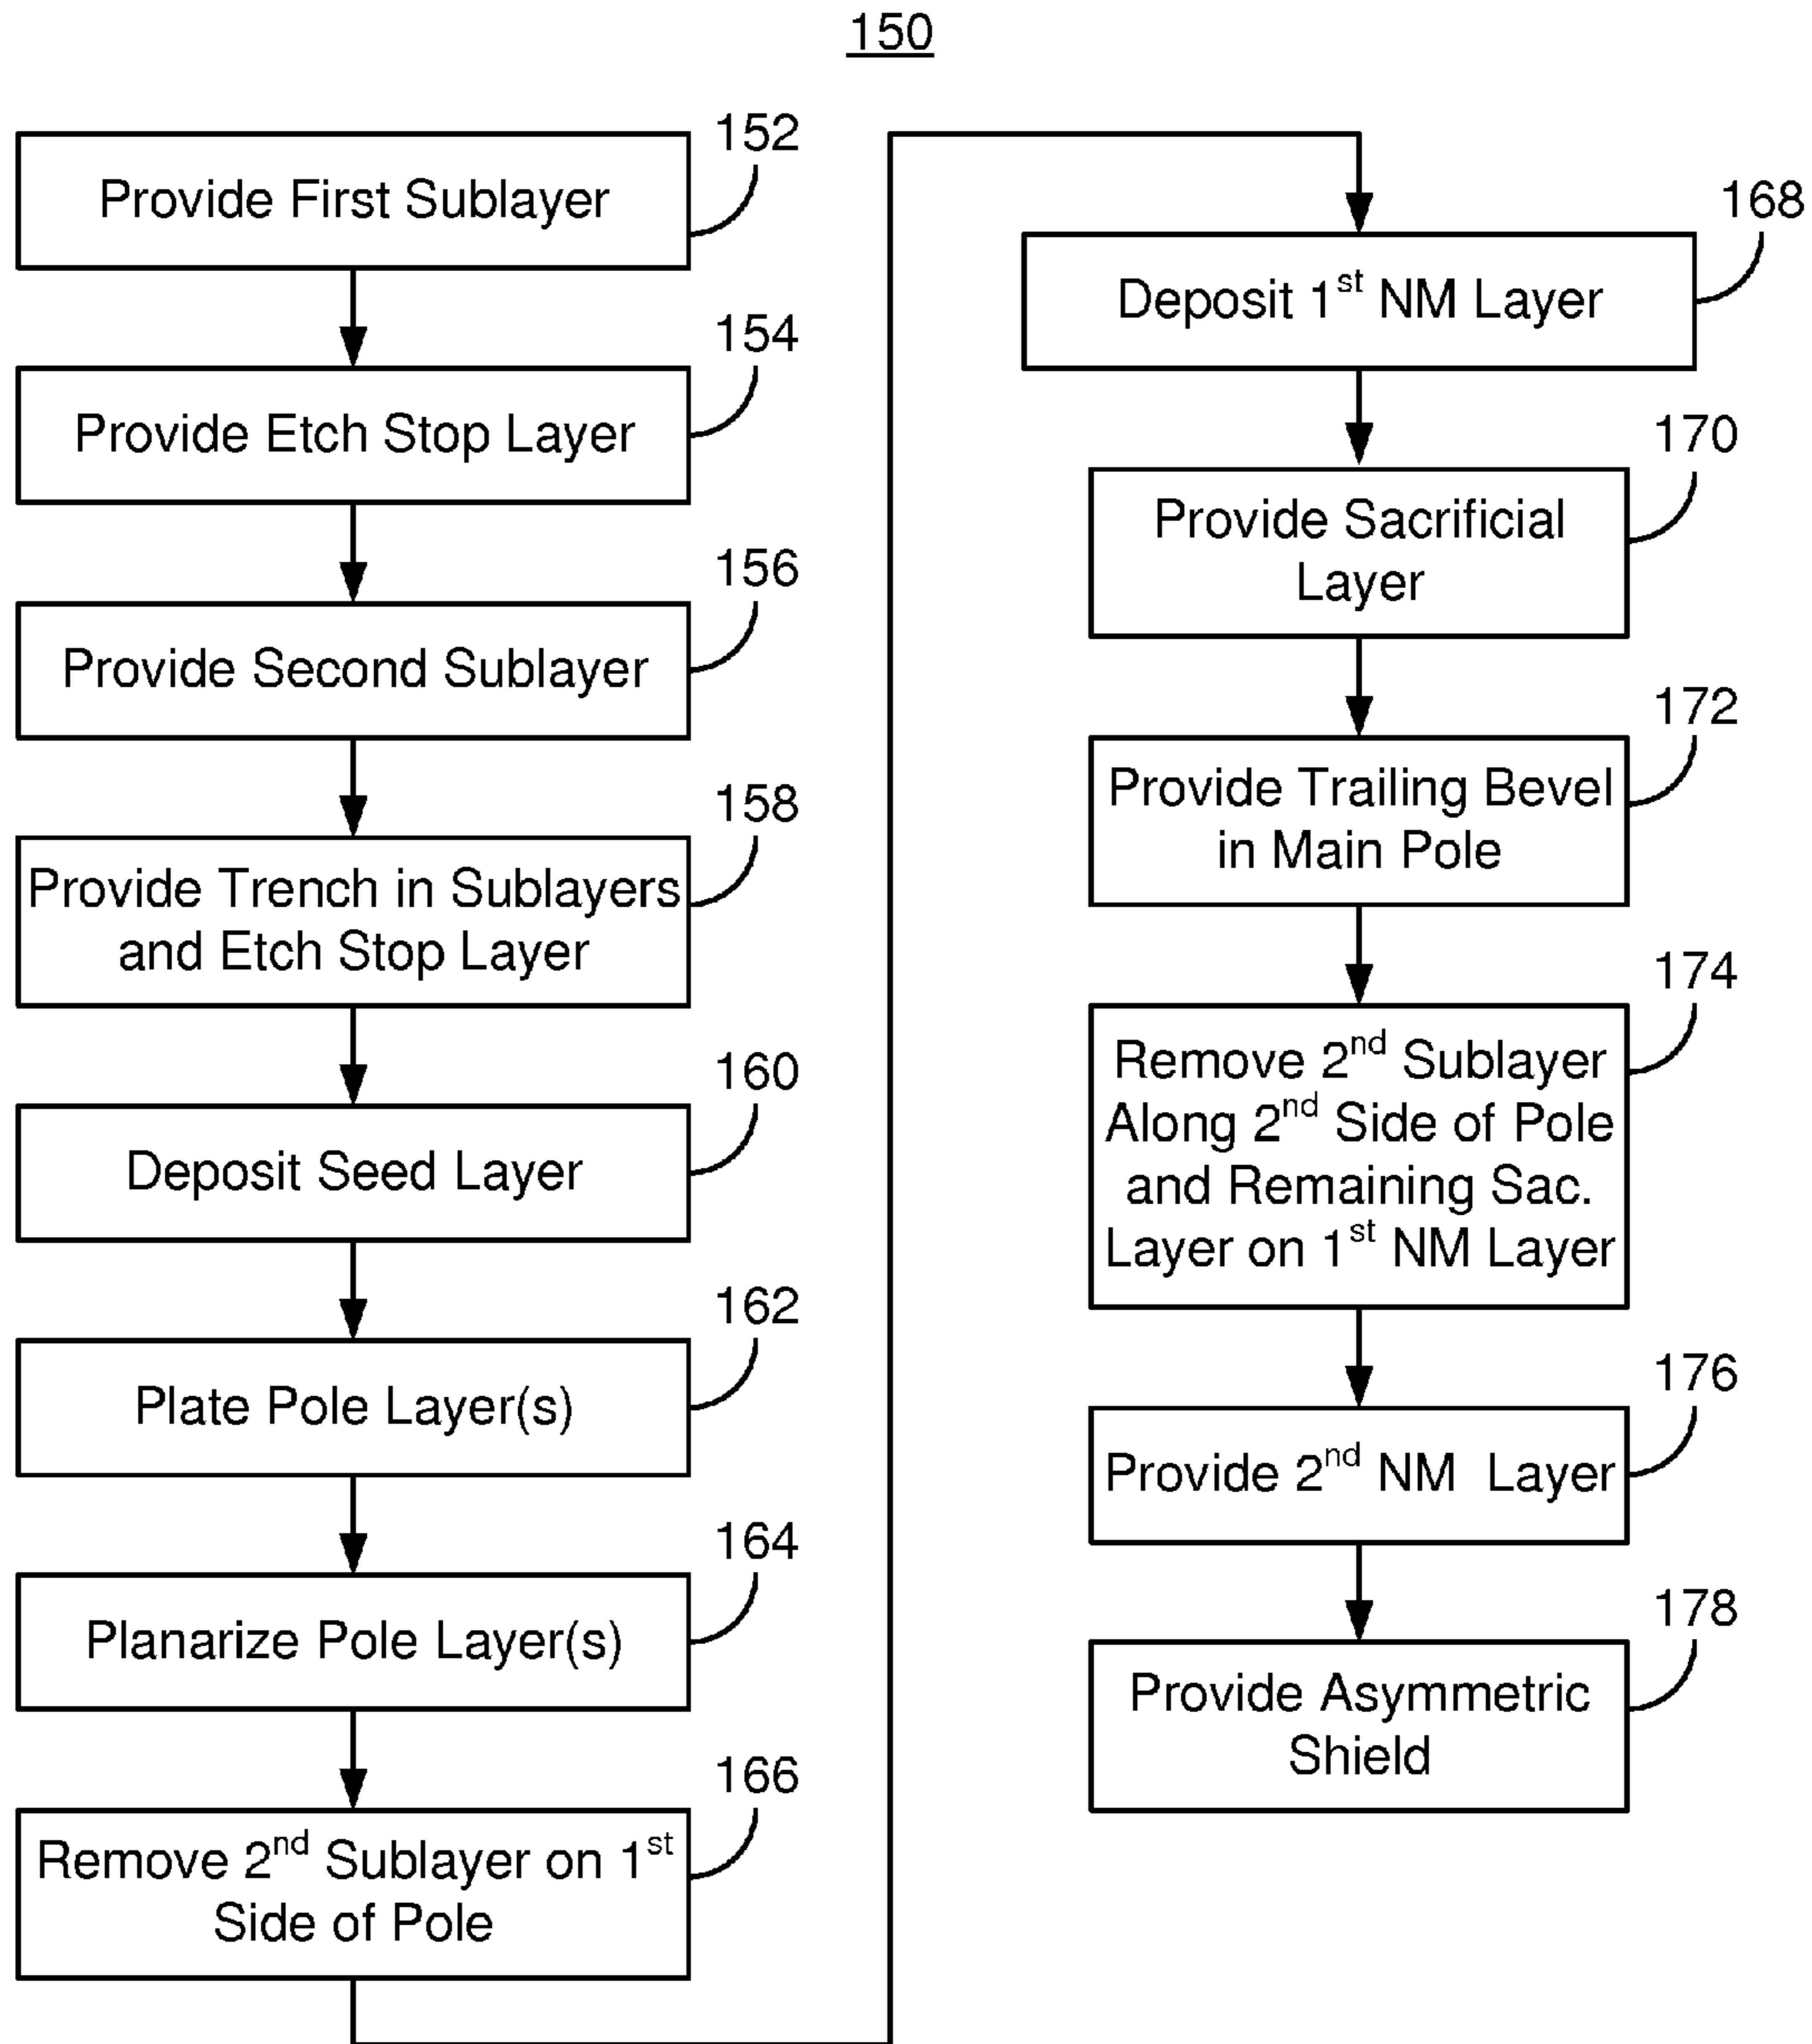 150
152
Provide First Sublayer
154
Provide Etch Stop Layer
156
Provide Second Sublayer
158
Provide Trench in Sublayers
and Etch Stop Layer
160
Deposit Seed Layer
162
Plate Pole Layer(s)
164
Planarize Pole Layer(s)
166
Remove 2nd Sublayer on 1st
Side of Pole
168
Deposit 1st NM Layer
170
Provide Sacrificial
Layer
172
Provide Trailing Bevel
in Main Pole
174
Remove 2nd Sublayer
Along 2nd Side of Pole
and Remaining Sac.
Layer on 1st NM Layer
176
Provide 2nd NM Layer
178
Provide Asymmetric
Shield